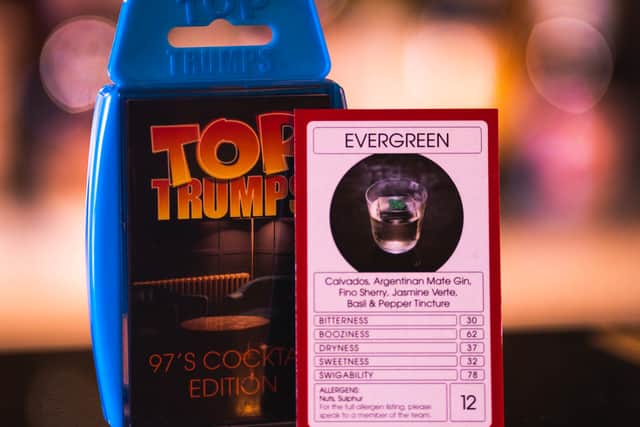 TOP
TRUMPS
TOP
TRUMPS
97'S COCKTA
EDITION
EVERGREEN
Calvados, Argentinan Mate Gin,
Fino Sherry, Jasmine Verte,
Basil & Pepper Tincture
BITTERNESS 30
BOOZINESS 62
DRYNESS 37
SWEETNESS 32
SWIGABILITY 78
ALLERGENS:
Nuts, Sulphur
For the full allergen listing, please
speak to a member of the team.
12